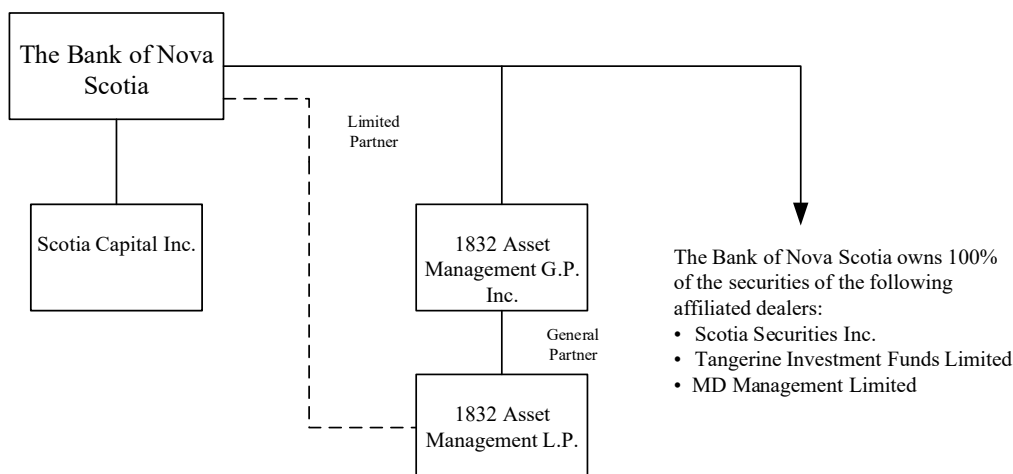 The Bank of Nova
Scotia
Limited
Partner
Scotia Capital Inc.
1832 Asset
Management G.P.
Inc.
The Bank of Nova Scotia owns 100%
of the securities of the following
affiliated dealers:
• Scotia Securities Inc.
• Tangerine Investment Funds Limited
• MD Management Limited
General
Partner
1832 Asset
Management L.P.